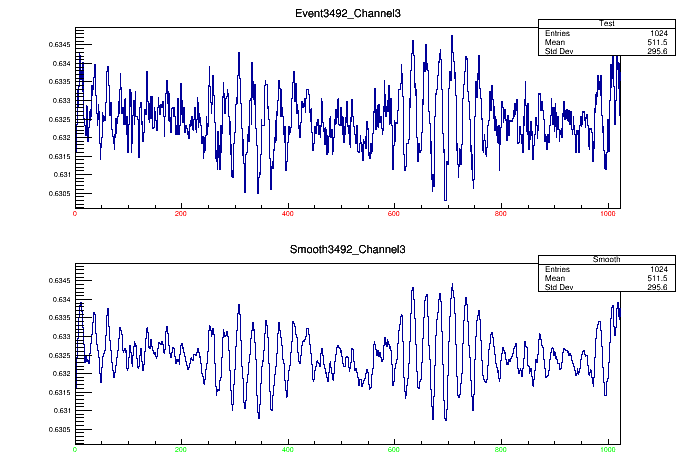 Event3492_Channel3
Test
Entries 1024
Mean 511.5
Std Dev 295.6
0.6345
0.634
0.6335
0.633
0.6325
0.632
0.6315
0.631
0.6305
0 200 400 600 800 1000
Smooth3492_Channel3
Smooth
Entries 1024
Mean 511.5
Std Dev 295.6
0.6345
0.634
0.6335
0.633
0.6325
0.632
0.6315
0.631
0.6305
0 200 400 600 800 1000